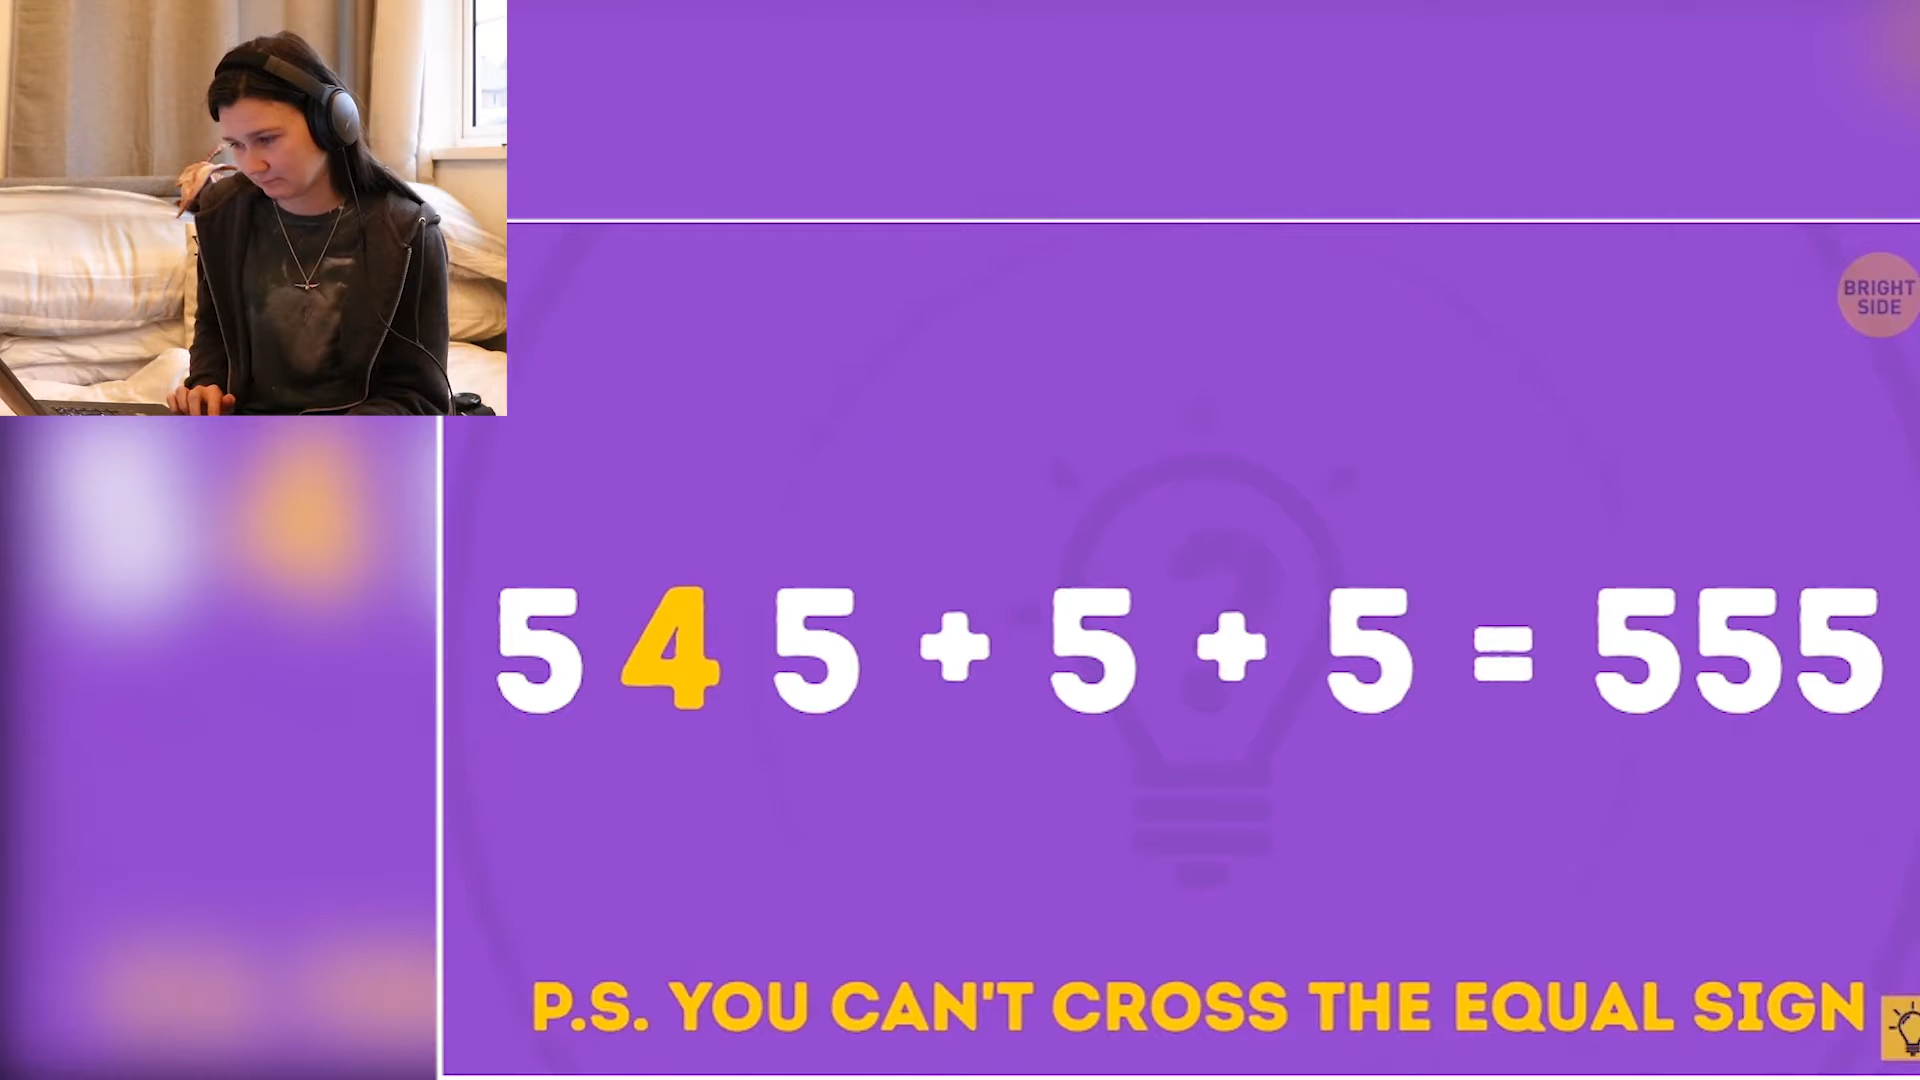 BRIGHT
SIDE
5 4 5 + 5 + 5 = 555
P.S. YOU CAN'T CROSS THE EQUAL SIGN